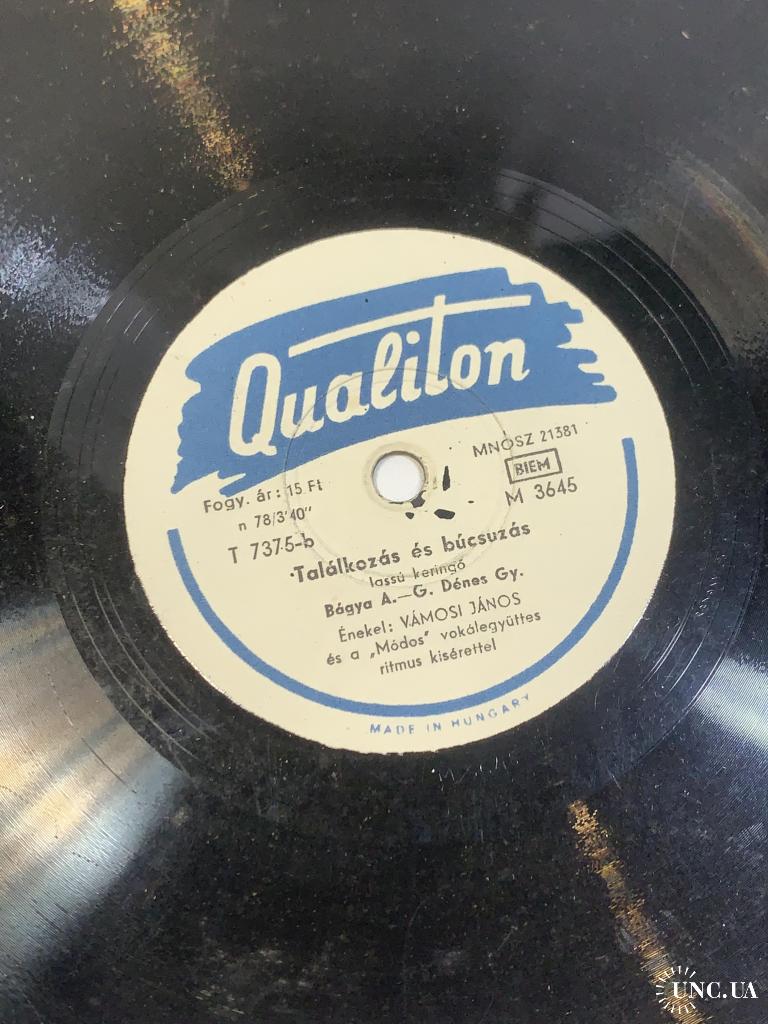 Qualiton
MNOSZ 21381
BIEM
M 3645
Fogy. ár: 15 Ft
n 78/3'40"
T 7375-b
Találkozás és búcsuzás
lassú keringő
Bágya A.—G. Dénes Gy.
Énekel: VÁMOSI JÁNOS
és a „Módos" vokálegyüttes
ritmus kisérettel
MADE IN HUNGARY
UNC.UA